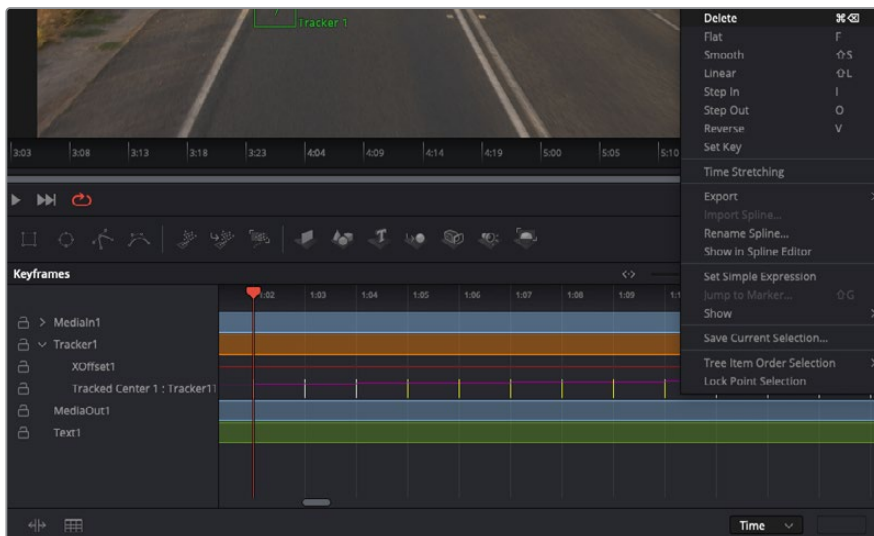 Tracker 1
3:03 3:08 3:13 3:18 3:23 4:04 4:09 4:14 4:19 5:00 5:05 5:10
Delete ⌘⌫
Flat F
Smooth ⇧S
Linear ⇧L
Step In I
Step Out O
Reverse V
Set Key
Time Stretching
Export
Import Spline...
Rename Spline...
Show in Spline Editor
Set Simple Expression
Jump to Marker... ⇧G
Show
Save Current Selection...
Tree Item Order Selection
Lock Point Selection
Keyframes
1:02 1:03 1:04 1:05 1:06 1:07 1:08 1:09
MediaIn1
Tracker1
XOffset1
Tracked Center 1 : Tracker1
MediaOut1
Text1
Time